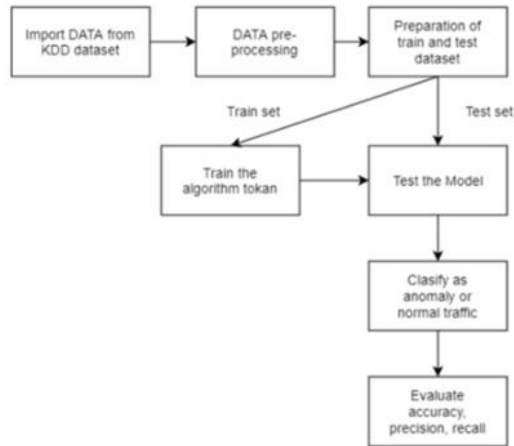 Import DATA from
KDD dataset
DATA pre-
processing
Preparation of
train and test
dataset
Train set
Test set
Train the
algorithm tokan
Test the Model
Clasify as
anomaly or
normal traffic
Evaluate
accuracy,
precision, recall